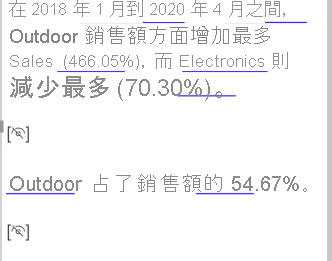 在 2018 年 1 月到 2020 年 4 月之間,
Outdoor 銷售額方面增加最多
Sales (466.05%), 而 Electronics 則
減少最多 (70.30%)。
Outdoor 占了銷售額的 54.67%。